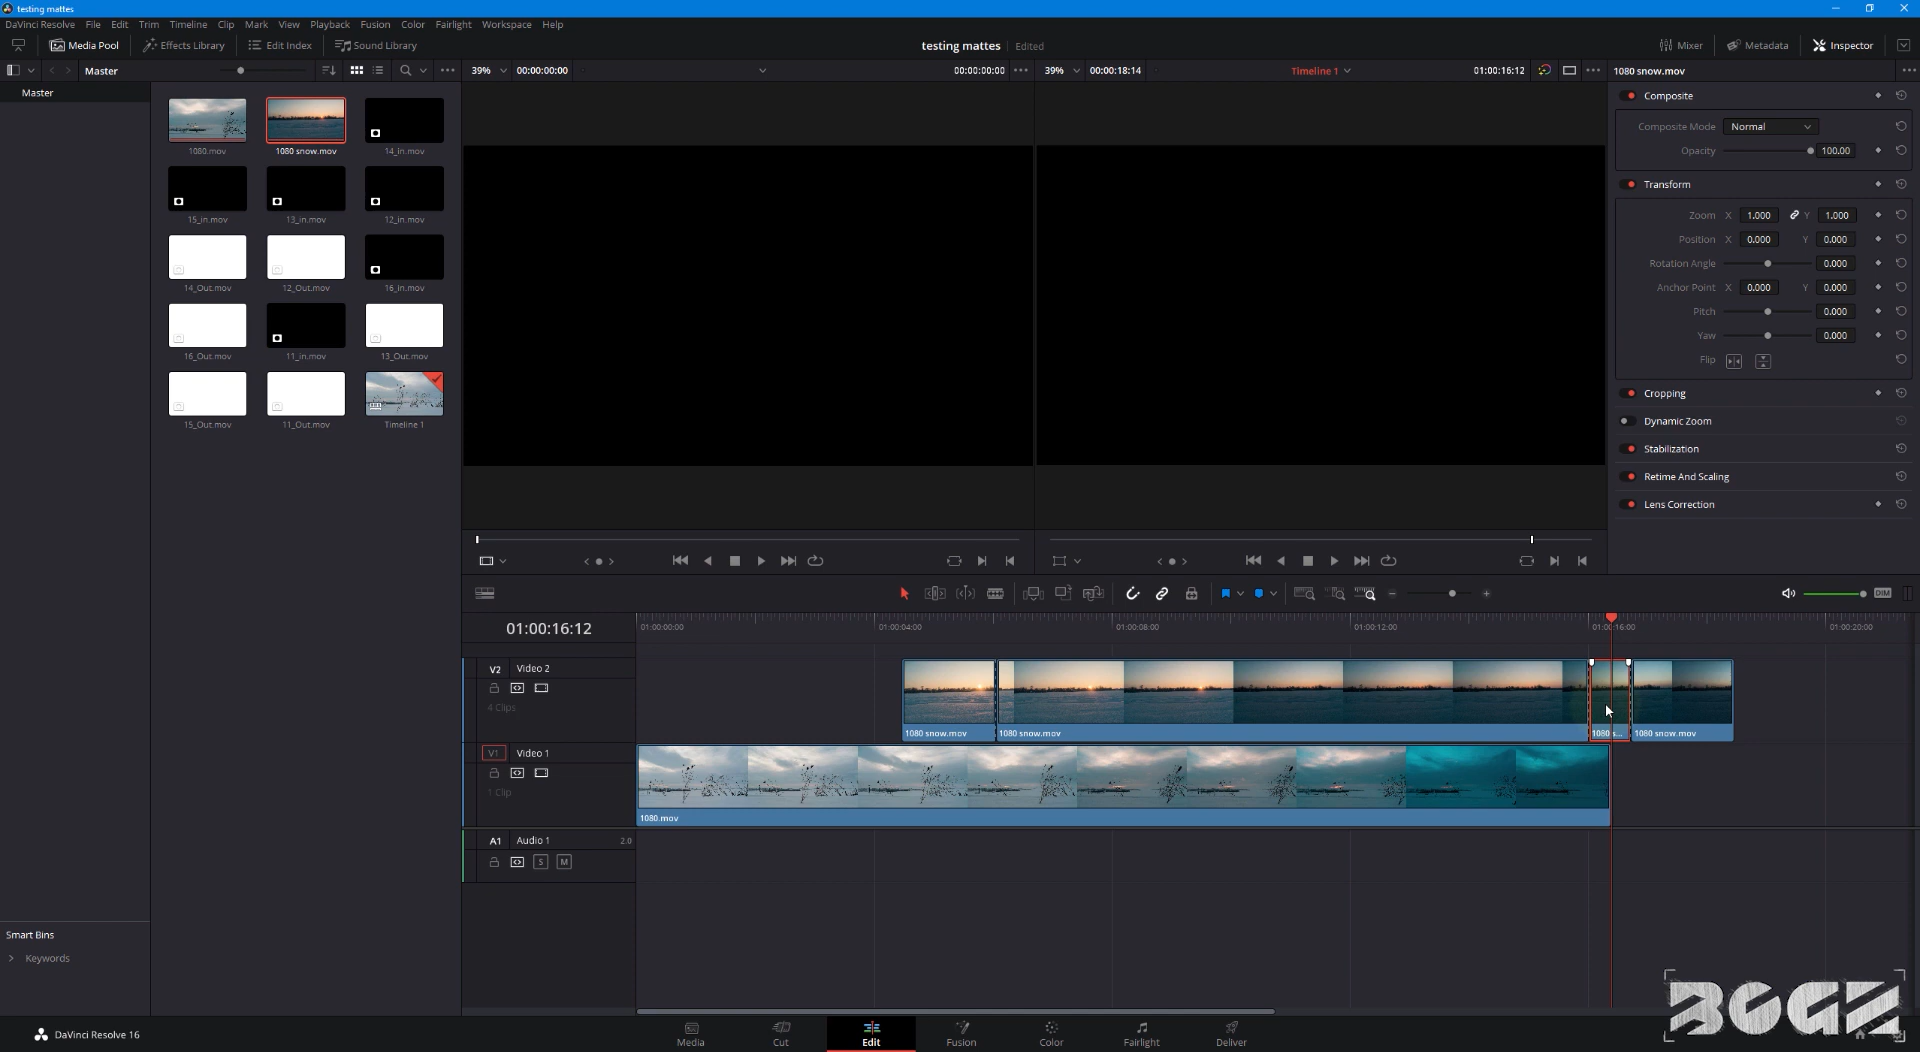 testing mattes
DaVinci Resolve File Edit Trim Timeline Clip Mark View Playback Fusion Color Fairlight Workspace Help
Media Pool Effects Library Edit Index Sound Library testing mattes Edited Mixer Metadata Inspector
Master 39% 00:00:00:00 00:00:00:00 39% 00:00:18:14 Timeline 1 01:00:16:12 1080 snow.mov
Master
1080.mov 1080 snow.mov 14_in.mov
15_in.mov 13_in.mov 12_in.mov
14_Out.mov 12_Out.mov 16_in.mov
16_Out.mov 11_in.mov 13_Out.mov
15_Out.mov 11_Out.mov Timeline 1
Composite
Composite Mode Normal
Opacity 100.00
Transform
Zoom X 1.000 Y 1.000
Position X 0.000 Y 0.000
Rotation Angle 0.000
Anchor Point X 0.000 Y 0.000
Pitch 0.000
Yaw 0.000
Flip
Cropping
Dynamic Zoom
Stabilization
Retime And Scaling
Lens Correction
DIM
01:00:16:12 01:00:00:00 01:00:04:00 01:00:08:00 01:00:12:00 01:00:16:00 01:00:20:00
V2 Video 2
4 Clips
1080 snow.mov 1080 snow.mov 1080 s... 1080 snow.mov
V1 Video 1
1 Clip
1080.mov
A1 Audio 1 2.0
S M
Smart Bins
Keywords
BOGZ
DaVinci Resolve 16 Media Cut Edit Fusion Color Fairlight Deliver